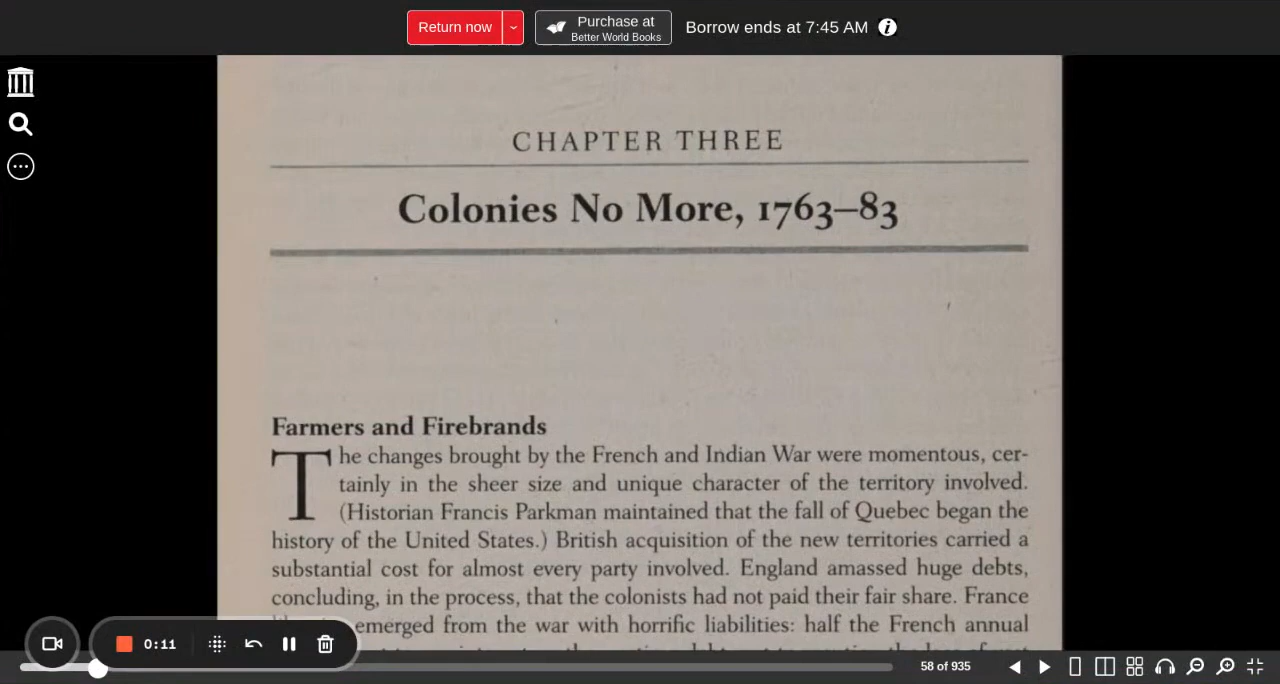 Return now
Purchase at
Better World Books
Borrow ends at 7:45 AM
CHAPTER THREE
Colonies No More, 1763–83
Farmers and Firebrands
The changes brought by the French and Indian War were momentous, cer-
tainly in the sheer size and unique character of the territory involved.
(Historian Francis Parkman maintained that the fall of Quebec began the
history of the United States.) British acquisition of the new territories carried a
substantial cost for almost every party involved. England amassed huge debts,
concluding, in the process, that the colonists had not paid their fair share. France
emerged from the war with horrific liabilities: half the French annual
0:11
58 of 935